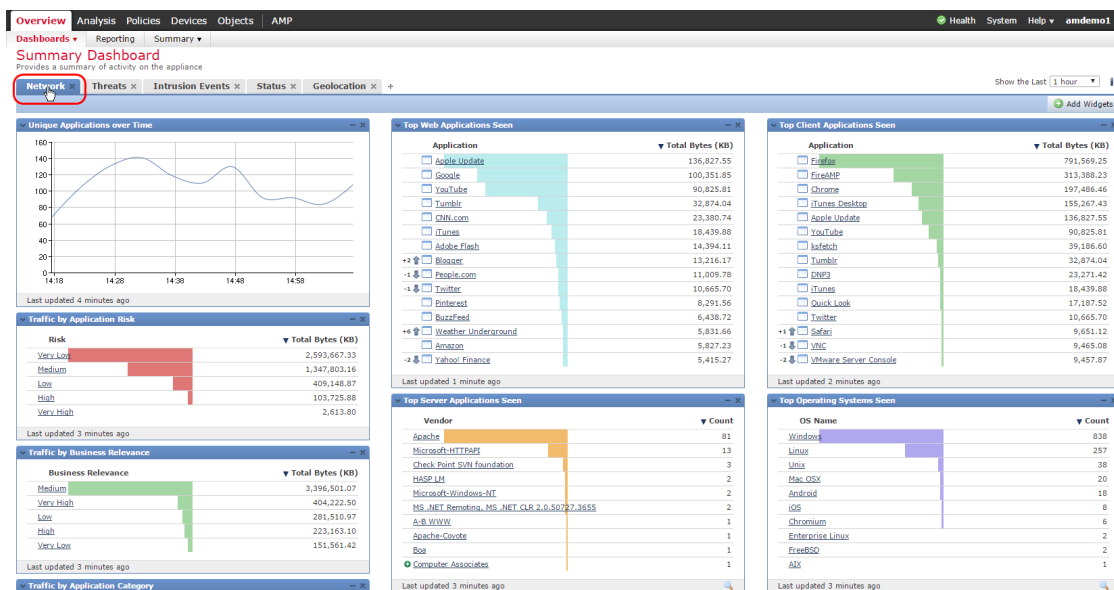 Overview Analysis Policies Devices Objects AMP Health System Help ▾ amdemo1
Dashboards ▾ Reporting Summary ▾
Summary Dashboard
Provides a summary of activity on the appliance
Network × Threats × Intrusion Events × Status × Geolocation × + Show the Last 1 hour ▼
Add Widgets
Unique Applications over Time
160
140
120
100
80
60
40
20
0
14:18 14:28 14:38 14:48 14:58
Last updated 4 minutes ago
Traffic by Application Risk
Risk ▼ Total Bytes (KB)
Very Low 2,593,667.33
Medium 1,347,803.16
Low 409,148.87
High 103,725.88
Very High 2,613.80
Last updated 3 minutes ago
Traffic by Business Relevance
Business Relevance ▼ Total Bytes (KB)
Medium 3,396,501.07
Very High 404,222.50
Low 281,510.97
High 223,163.10
Very Low 151,561.42
Last updated 3 minutes ago
Traffic by Application Category
Top Web Applications Seen
Application ▼ Total Bytes (KB)
Apple Update 136,827.55
Google 100,351.85
YouTube 90,825.81
Tumblr 32,874.04
CNN.com 23,380.74
iTunes 18,439.88
Adobe Flash 14,394.11
+2 Blogger 13,216.17
-1 People.com 11,009.78
-1 Twitter 10,665.70
Pinterest 8,291.56
BuzzFeed 6,438.72
+6 Weather Underground 5,831.66
Amazon 5,827.23
-2 Yahoo! Finance 5,415.27
Last updated 1 minute ago
Top Server Applications Seen
Vendor ▼ Count
Apache 81
Microsoft-HTTPAPI 13
Check Point SVN foundation 3
HASP LM 2
Microsoft-Windows-NT 2
MS .NET Remoting, MS .NET CLR 2.0.50727.3655 2
A-B WWW 1
Apache-Coyote 1
Boa 1
Computer Associates 1
Last updated 3 minutes ago
Top Client Applications Seen
Application ▼ Total Bytes (KB)
Firefox 791,569.25
FireAMP 313,388.23
Chrome 197,486.46
iTunes Desktop 155,267.43
Apple Update 136,827.55
YouTube 90,825.81
ksfetch 39,186.60
Tumblr 32,874.04
DNP3 23,271.42
iTunes 18,439.88
Quick Look 17,187.52
Twitter 10,665.70
+1 Safari 9,651.12
-1 VNC 9,465.08
-2 VMware Server Console 9,457.87
Last updated 2 minutes ago
Top Operating Systems Seen
OS Name ▼ Count
Windows 838
Linux 257
Unix 38
Mac OSX 20
Android 18
iOS 8
Chromium 6
Enterprise Linux 2
FreeBSD 2
AIX 1
Last updated 3 minutes ago